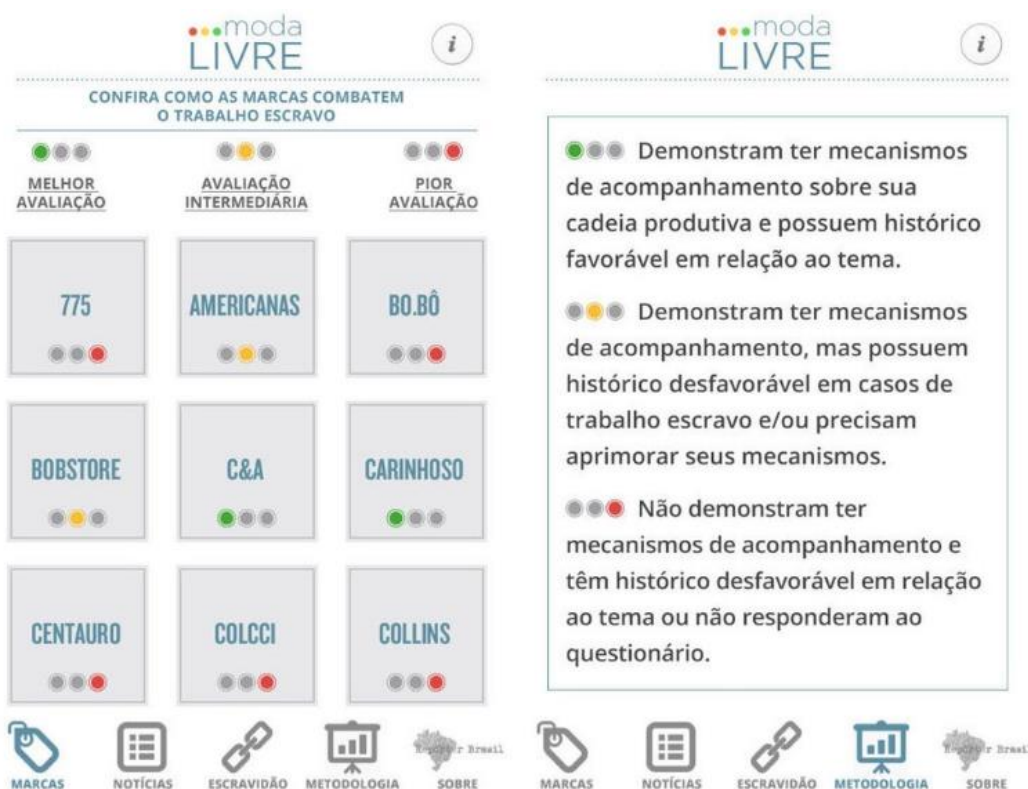 moda
LIVRE
i
CONFIRA COMO AS MARCAS COMBATEM
O TRABALHO ESCRAVO
MELHOR
AVALIAÇÃO
AVALIAÇÃO
INTERMEDIÁRIA
PIOR
AVALIAÇÃO
775
AMERICANAS
BO.BÔ
BOBSTORE
C&A
CARINHOSO
CENTAURO
COLCCI
COLLINS
MARCAS
NOTÍCIAS
ESCRAVIDÃO
METODOLOGIA
Repórter Brasil
SOBRE
moda
LIVRE
i
Demonstram ter mecanismos
de acompanhamento sobre sua
cadeia produtiva e possuem histórico
favorável em relação ao tema.
Demonstram ter mecanismos
de acompanhamento, mas possuem
histórico desfavorável em casos de
trabalho escravo e/ou precisam
aprimorar seus mecanismos.
Não demonstram ter
mecanismos de acompanhamento e
têm histórico desfavorável em relação
ao tema ou não responderam ao
questionário.
MARCAS
NOTÍCIAS
ESCRAVIDÃO
METODOLOGIA
Repórter Brasil
SOBRE